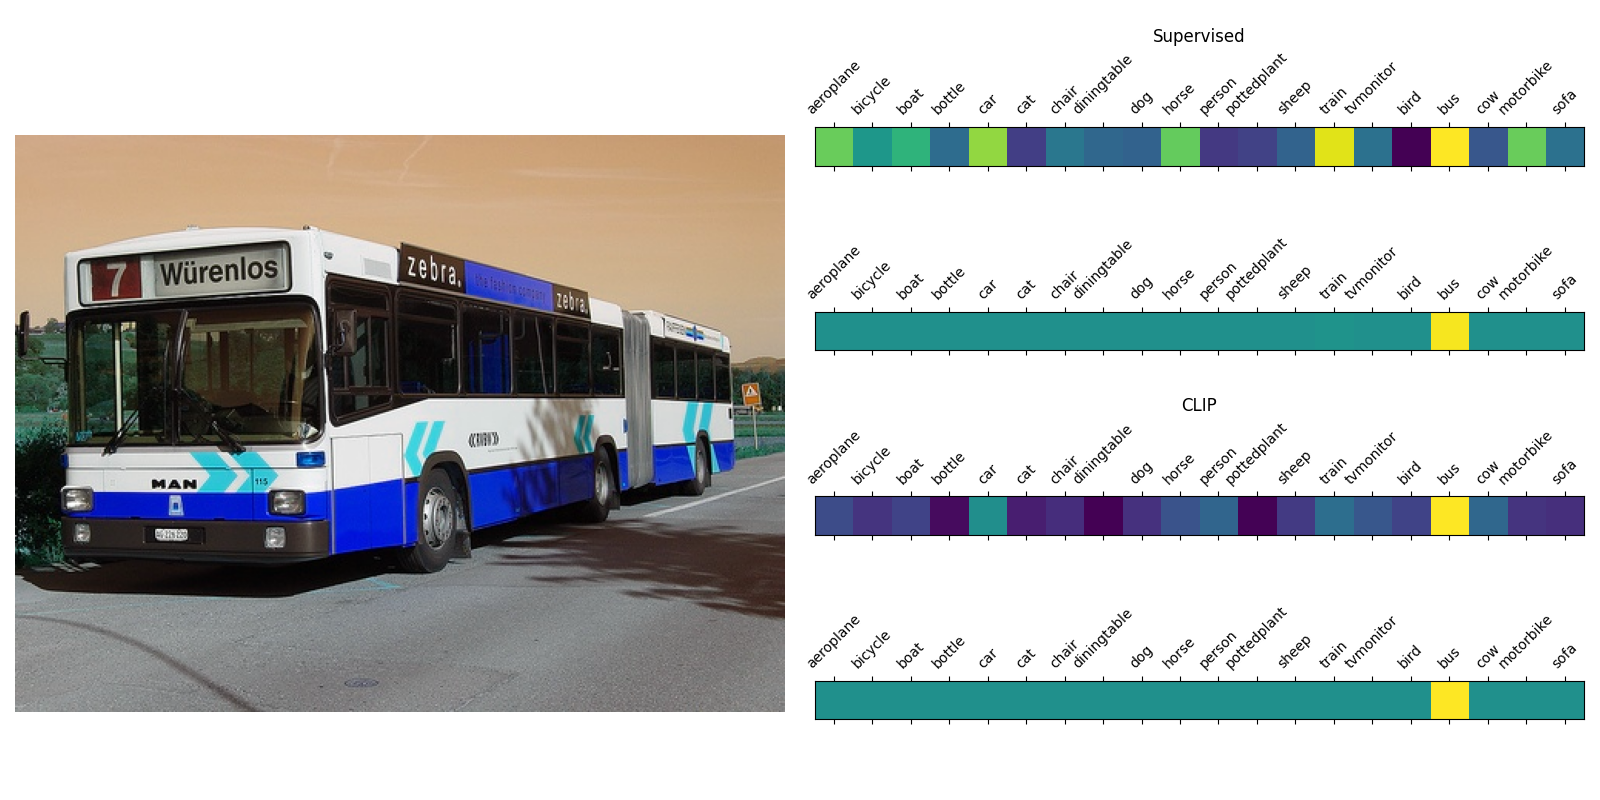 Supervised
aeroplane bicycle boat bottle car cat chair diningtable dog horse person pottedplant sheep train tvmonitor bird bus cow motorbike sofa
aeroplane bicycle boat bottle car cat chair diningtable dog horse person pottedplant sheep train tvmonitor bird bus cow motorbike sofa
CLIP
aeroplane bicycle boat bottle car cat chair diningtable dog horse person pottedplant sheep train tvmonitor bird bus cow motorbike sofa
aeroplane bicycle boat bottle car cat chair diningtable dog horse person pottedplant sheep train tvmonitor bird bus cow motorbike sofa
7 Würenlos
zebra. the fashion company zebra.
MAN 115